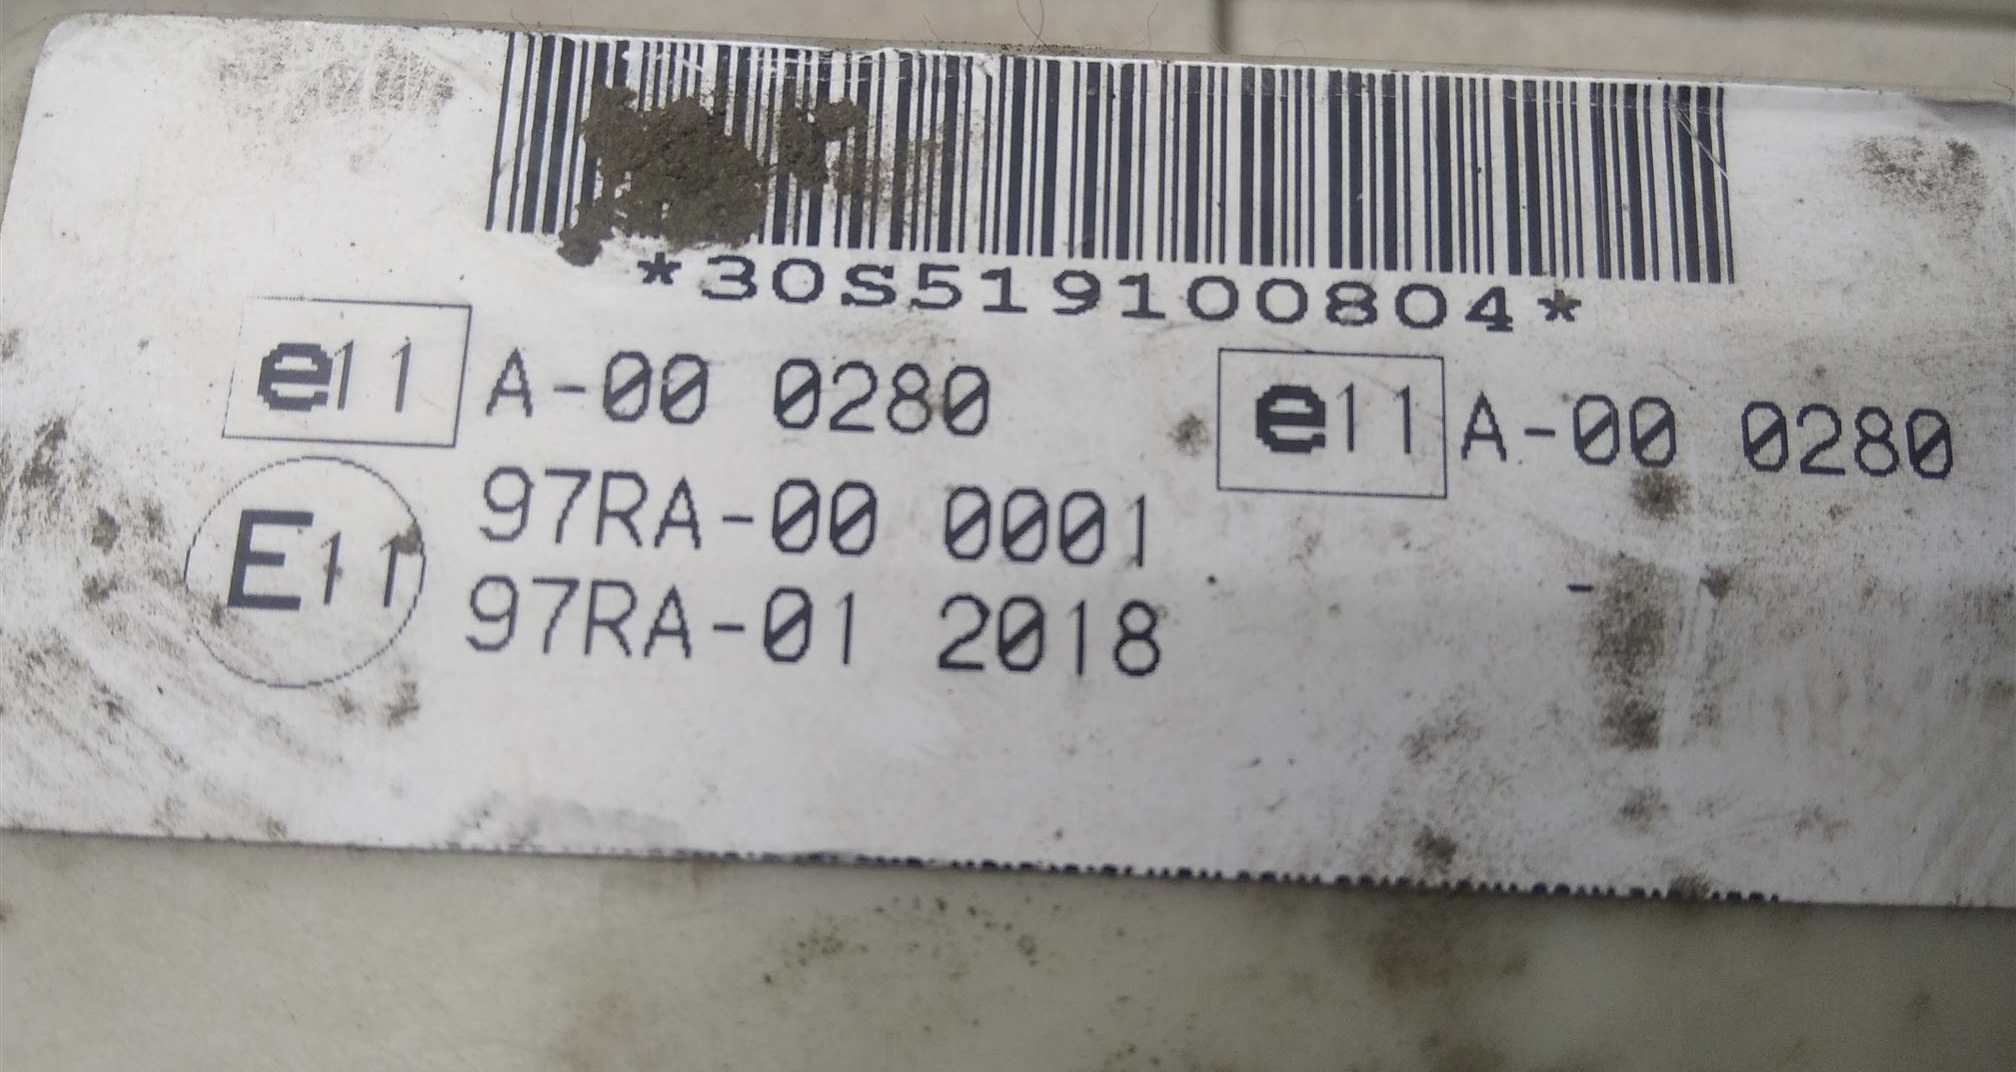 *30S519100804*
e11 A-00 0280 e11 A-00 0280
E11 97RA-00 0001
97RA-01 2018
-